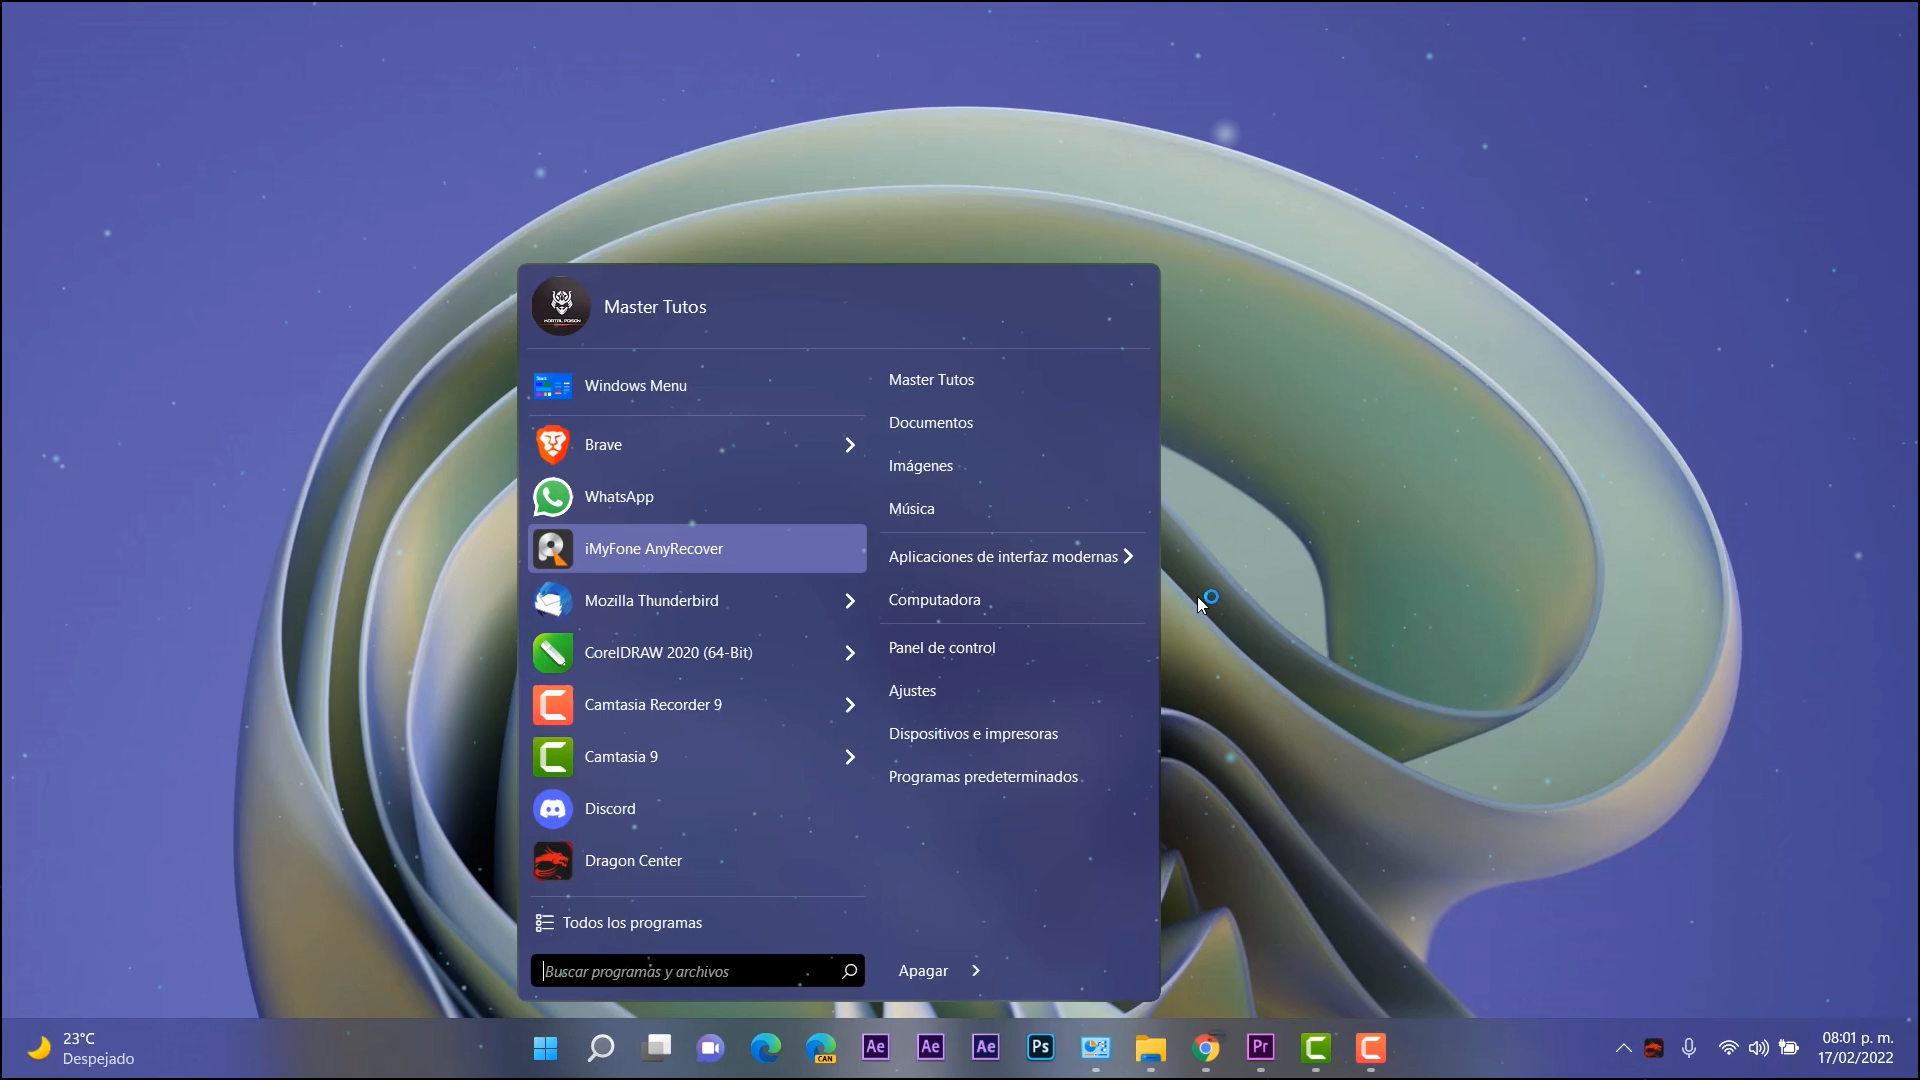 Master Tutos
Windows Menu
Brave
WhatsApp
iMyFone AnyRecover
Mozilla Thunderbird
CorelDRAW 2020 (64-Bit)
Camtasia Recorder 9
Camtasia 9
Discord
Dragon Center
Todos los programas
Buscar programas y archivos
Master Tutos
Documentos
Imágenes
Música
Aplicaciones de interfaz modernas
Computadora
Panel de control
Ajustes
Dispositivos e impresoras
Programas predeterminados
Apagar
23°C
Despejado
CAN
Ae
Ae
Ae
Ps
Pr
08:01 p. m.
17/02/2022